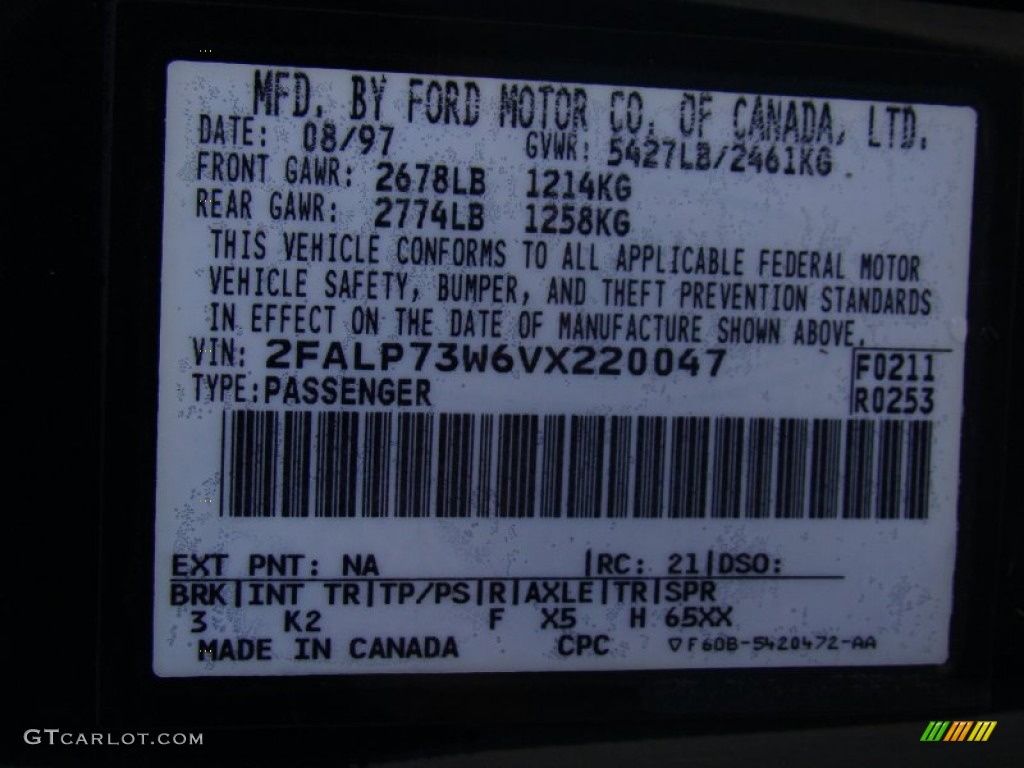 MFD. BY FORD MOTOR CO. OF CANADA, LTD.
DATE: 08/97 GVWR: 5427LB/2461KG
FRONT GAWR: 2678LB 1214KG
REAR GAWR: 2774LB 1258KG
THIS VEHICLE CONFORMS TO ALL APPLICABLE FEDERAL MOTOR
VEHICLE SAFETY, BUMPER, AND THEFT PREVENTION STANDARDS
IN EFFECT ON THE DATE OF MANUFACTURE SHOWN ABOVE.
VIN: 2FALP73W6VX220047 F0211
TYPE: PASSENGER R0253
EXT PNT: NA |RC: 21|DSO:
BRK|INT TR|TP/PS|R|AXLE|TR|SPR
3 K2 F X5 H 65XX
MADE IN CANADA CPC ▽F60B-5420472-AA
GTCARLOT.COM